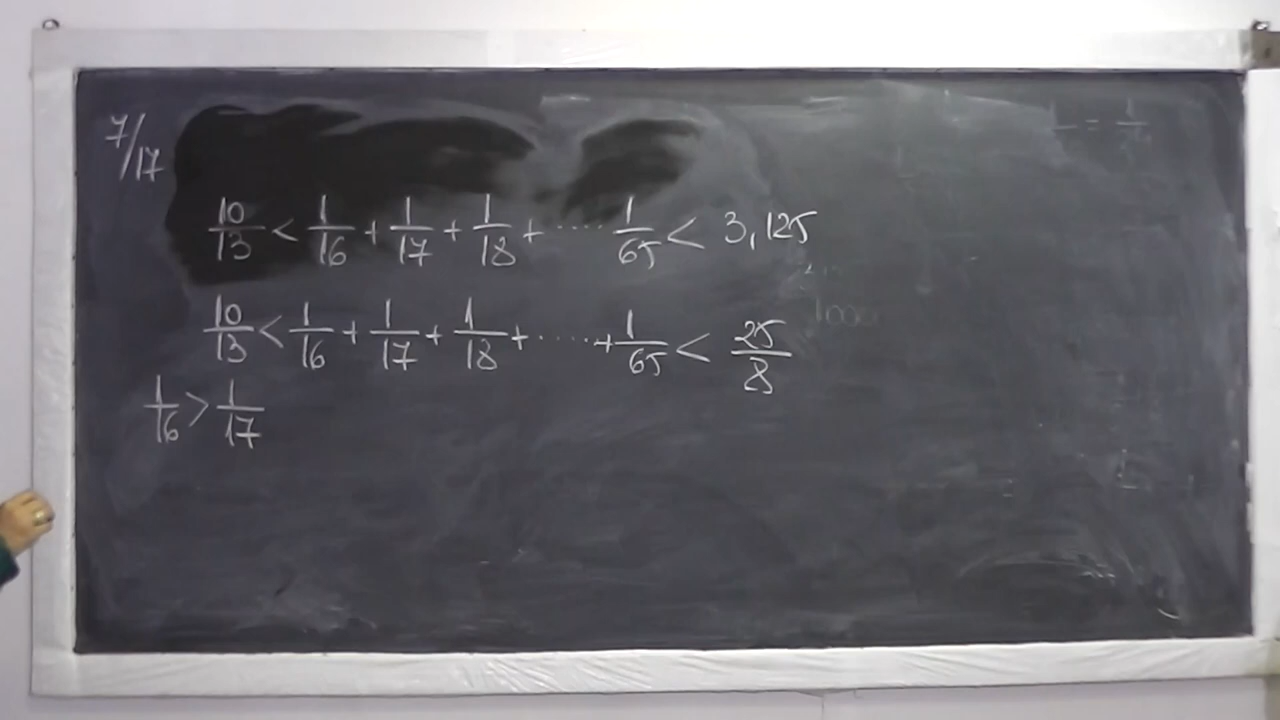 7/17
10/13 < 1/16 + 1/17 + 1/18 + ..... 1/65 < 3,125
10/13 < 1/16 + 1/17 + 1/18 + ..... + 1/65 < 25/8
1/16 > 1/17